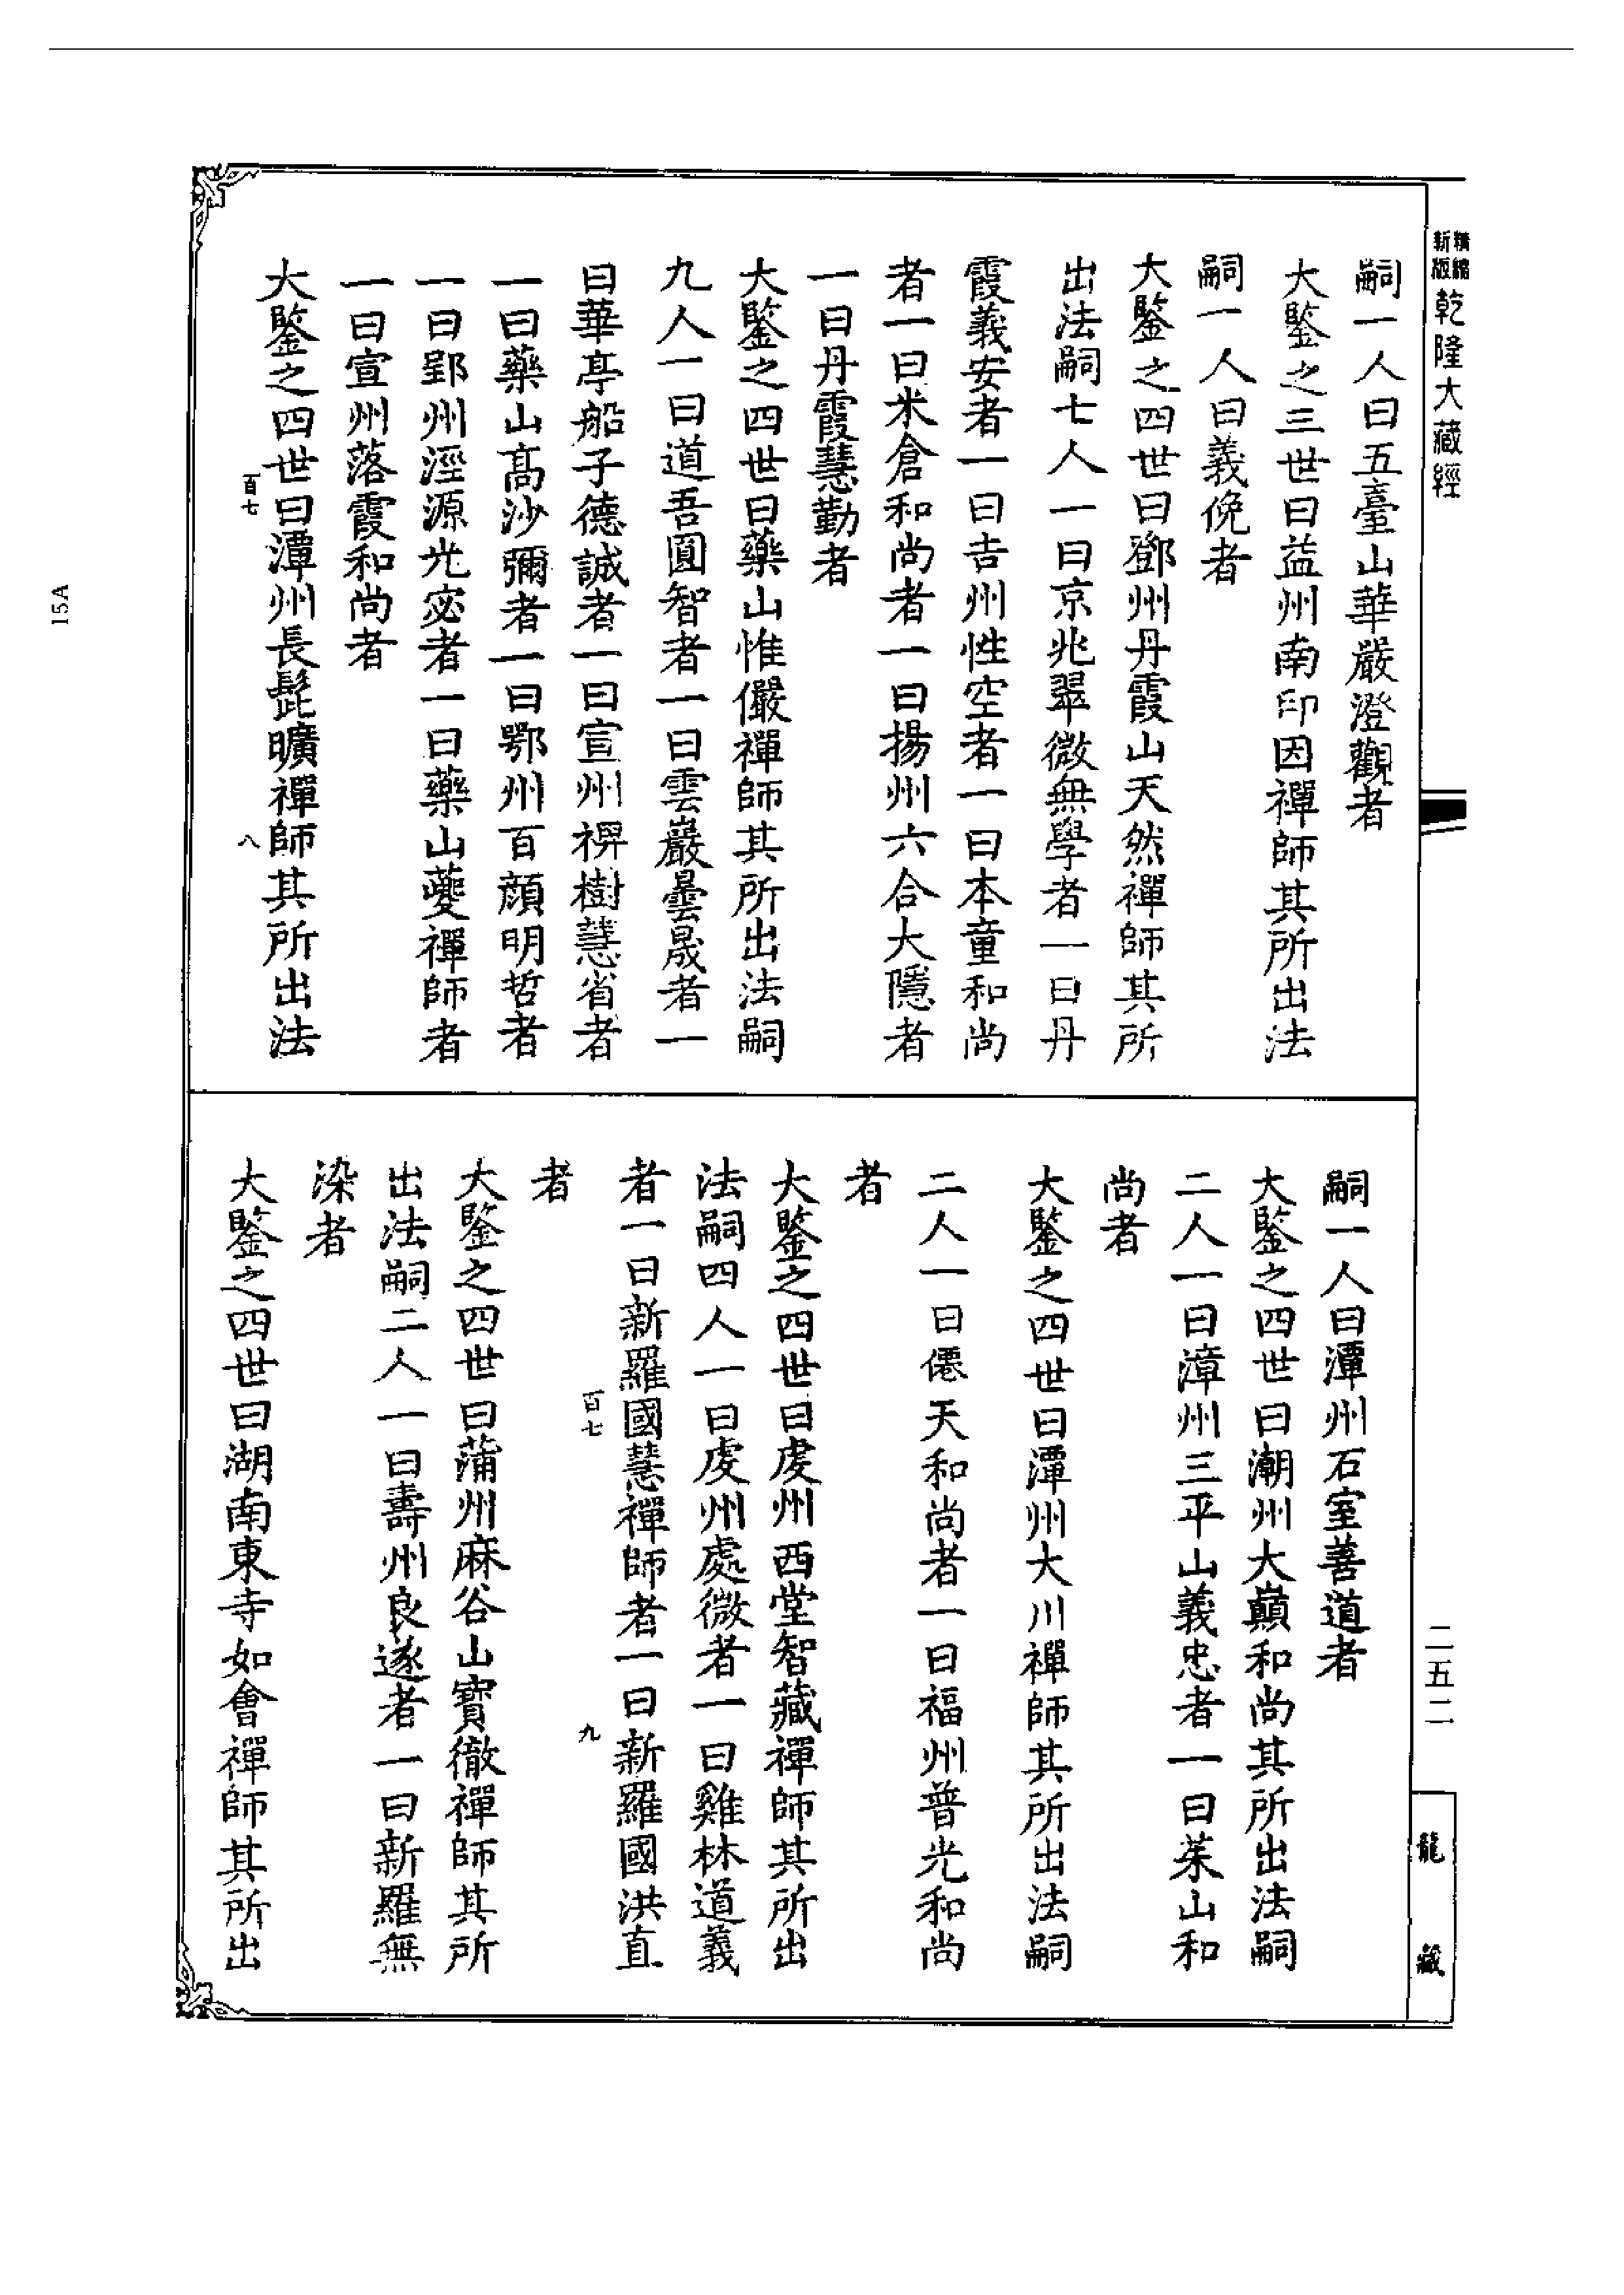 15A
精縮新版乾隆大藏經
二五二
龍藏
嗣一人曰五臺山華嚴澄觀者
大鑒之三世曰益州南印因禪師其所出法
嗣一人曰義俛者
大鑒之四世曰鄧州丹霞山天然禪師其所
出法嗣七人一曰京兆翠微無學者一曰丹
霞義安者一曰吉州性空者一曰本童和尚
者一曰米倉和尚者一曰揚州六合大隱者
一曰丹霞慧勤者
大鑒之四世曰藥山惟儼禪師其所出法嗣
九人一曰道吾圓智者一曰雲巖曇晟者一
曰華亭船子德誠者一曰宣州椑樹慧省者
一曰藥山高沙彌者一曰鄂州百顏明哲者
一曰郢州涇源光宓者一曰藥山夔禪師者
一曰宣州落霞和尚者
大鑒之四世曰潭州長髭曠禪師其所出法
百七
八
嗣一人曰潭州石室善道者
大鑒之四世曰潮州大巔和尚其所出法嗣
二人一曰漳州三平山義忠者一曰茱山和
尚者
大鑒之四世曰潭州大川禪師其所出法嗣
二人一曰僊天和尚者一曰福州普光和尚
者
大鑒之四世曰虔州西堂智藏禪師其所出
法嗣四人一曰虔州處微者一曰雞林道義
者一曰新羅國慧禪師者一曰新羅國洪直
百七
九
者
大鑒之四世曰蒲州麻谷山寶徹禪師其所
出法嗣二人一曰壽州良遂者一曰新羅無
染者
大鑒之四世曰湖南東寺如會禪師其所出